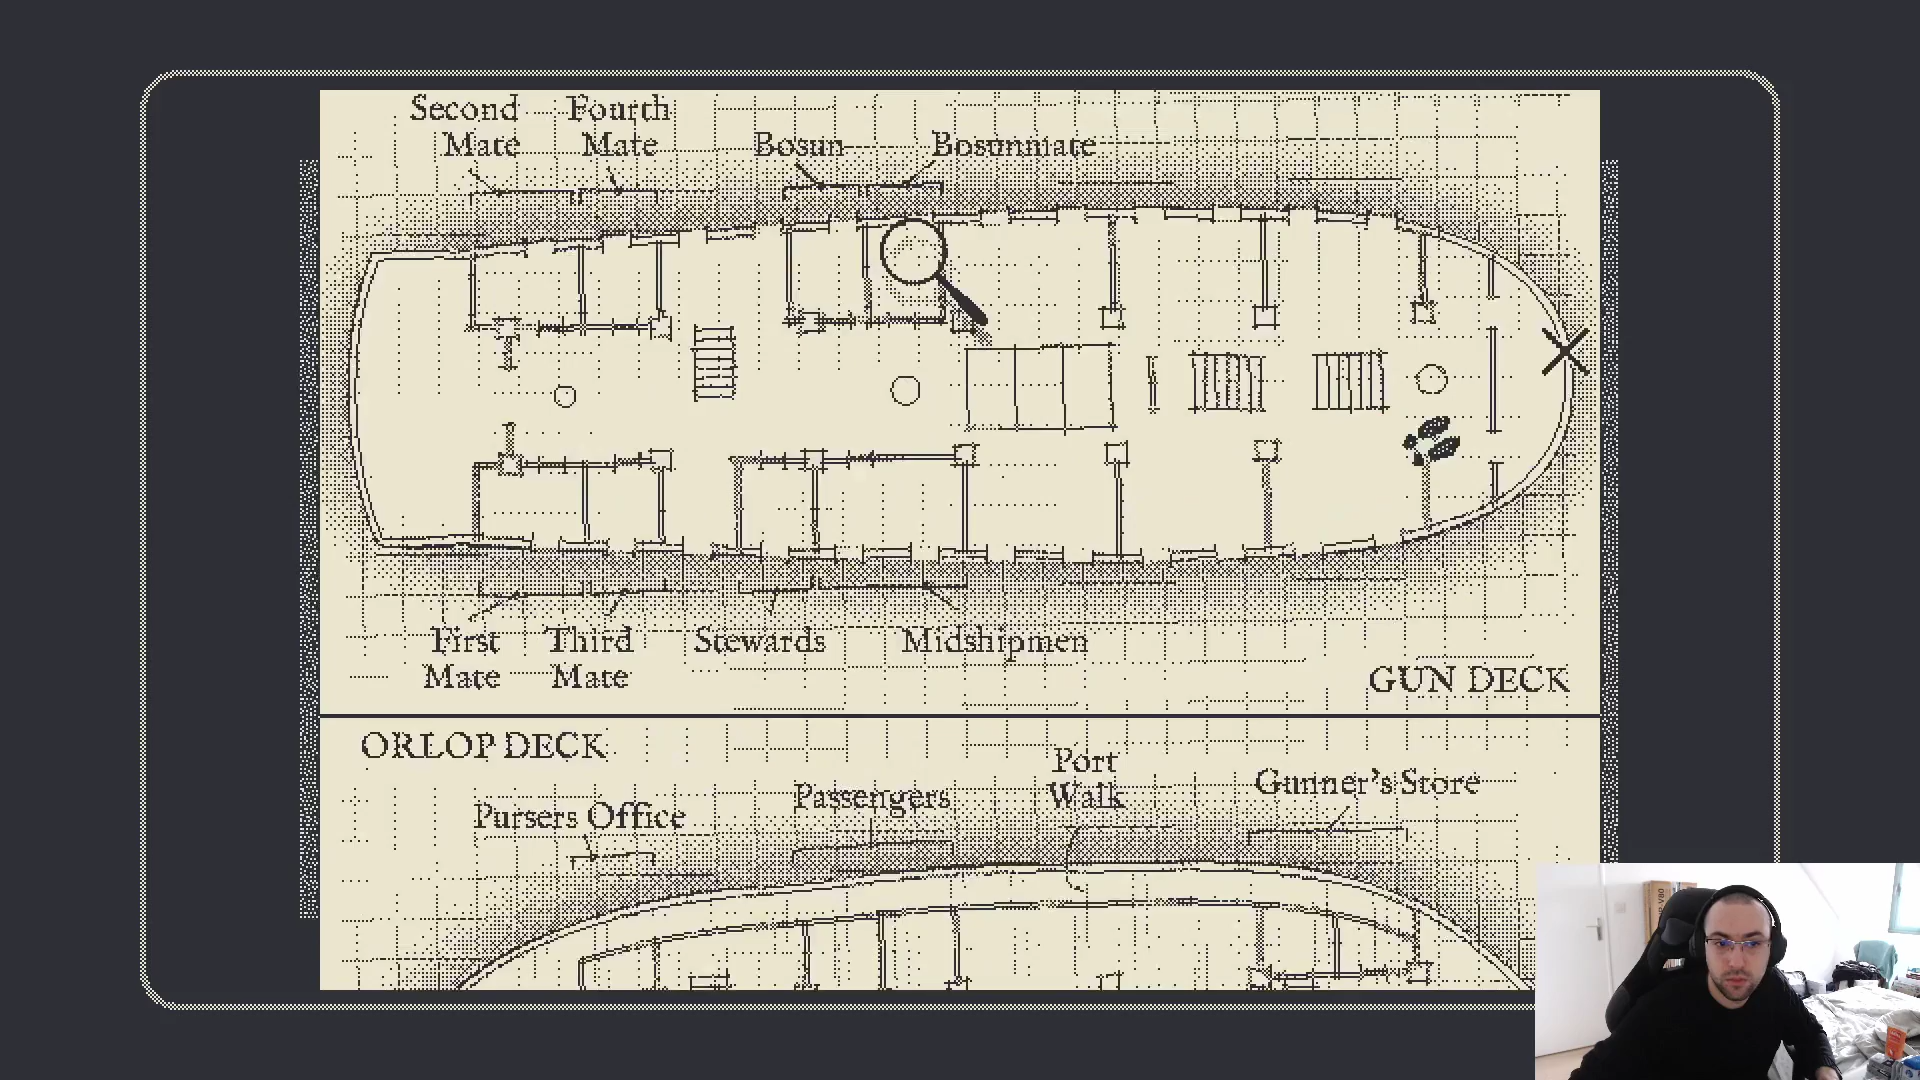 Second Fourth
Mate Mate Bosun Bosunmate
First Third Stewards Midshipmen
Mate Mate
GUN DECK
ORLOP DECK
Port
Walk
Pursers Office Passengers Gunner's Store